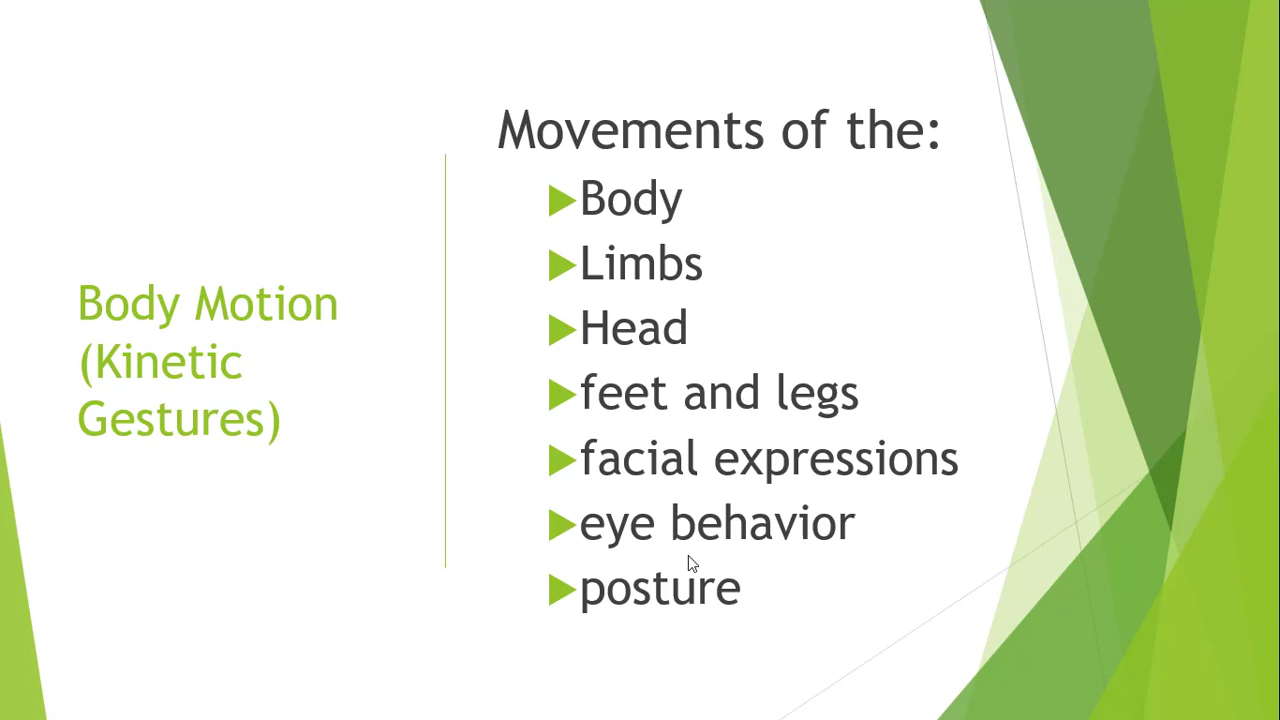 Body Motion
(Kinetic
Gestures)
Movements of the:
Body
Limbs
Head
feet and legs
facial expressions
eye behavior
posture